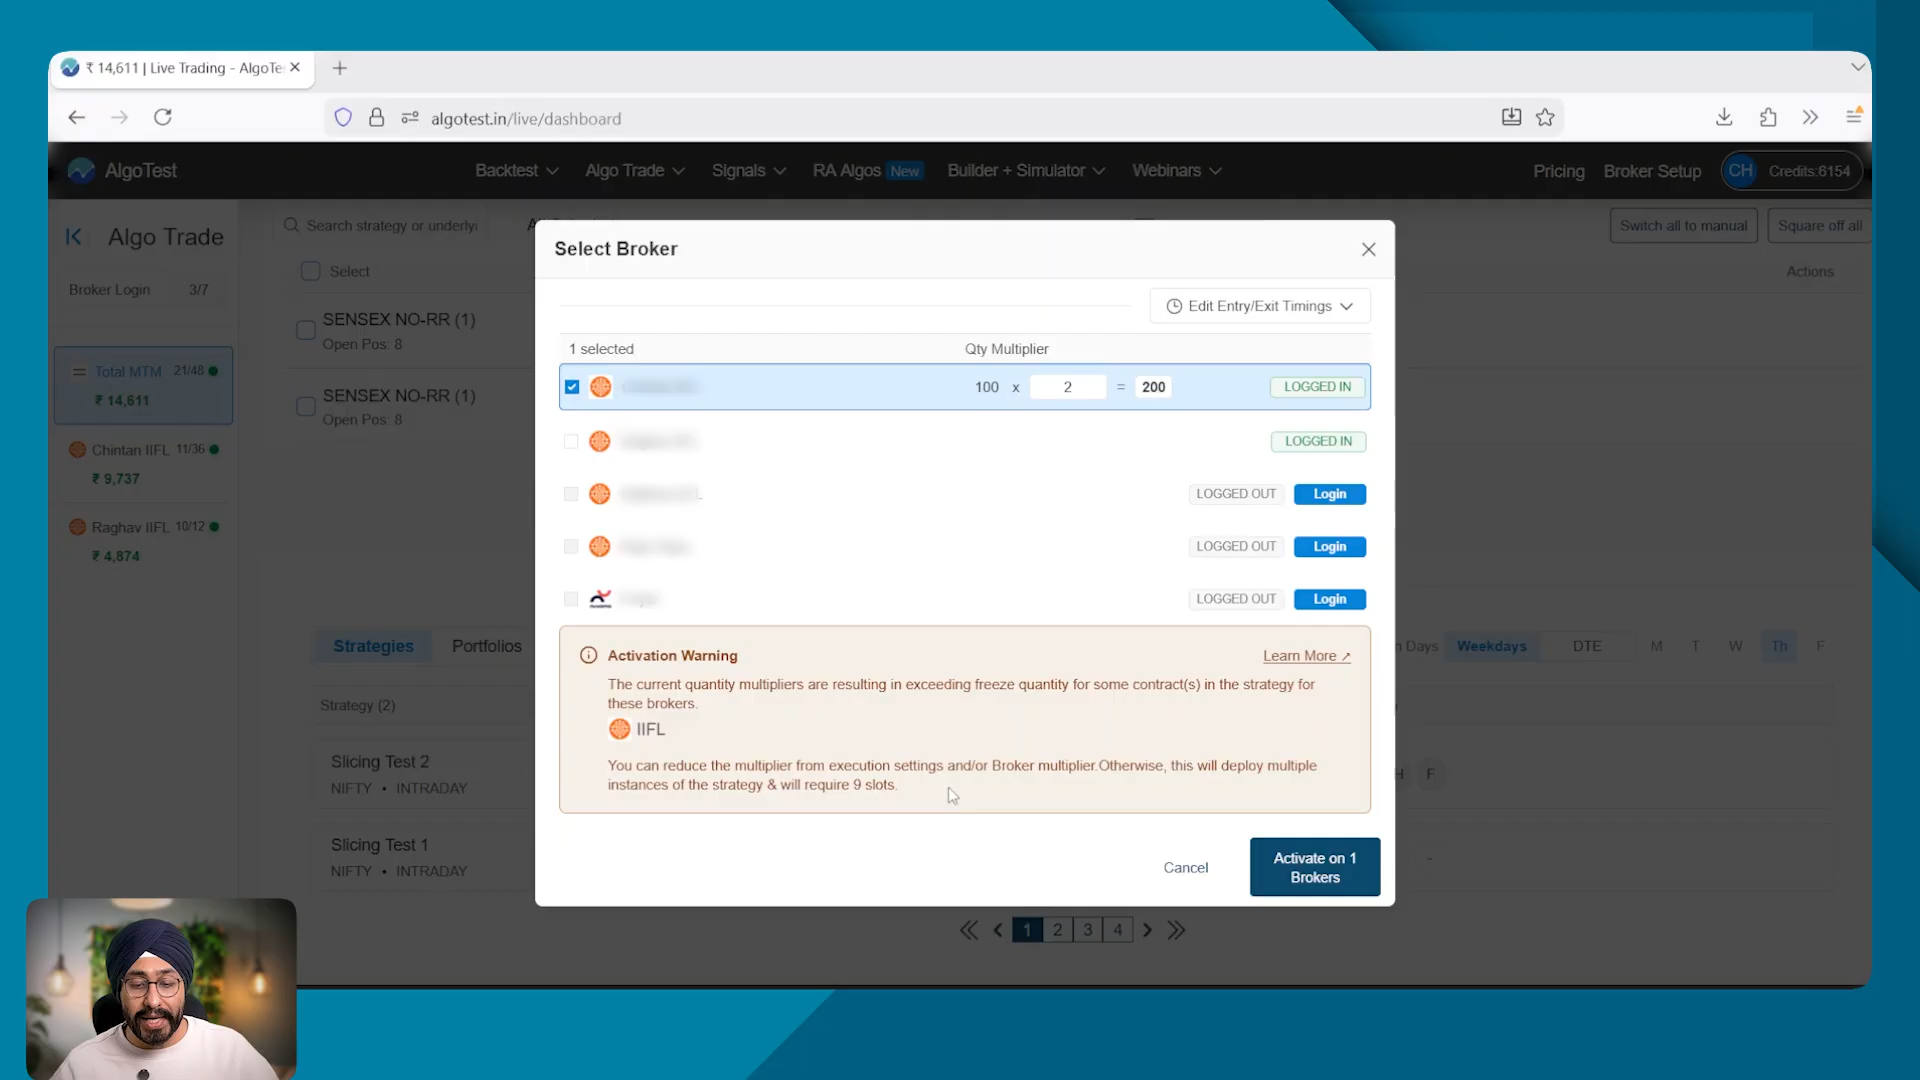 ₹ 14,611 | Live Trading - AlgoTe
algotest.in/live/dashboard
AlgoTest
Backtest
Algo Trade
Signals
RA Algos New
Builder + Simulator
Webinars
Pricing
Broker Setup
CH
Credits:6154
Algo Trade
Broker Login 3/7
Total MTM 21/48
₹ 14,611
Chintan IIFL 11/36
₹ 9,737
Raghav IIFL 10/12
₹ 4,874
Search strategy or underlyi
Switch all to manual
Square off all
Select
Actions
SENSEX NO-RR (1)
Open Pos: 8
SENSEX NO-RR (1)
Open Pos: 8
Select Broker
Edit Entry/Exit Timings
1 selected
Qty Multiplier
100 x 2 = 200
LOGGED IN
LOGGED IN
LOGGED OUT Login
LOGGED OUT Login
LOGGED OUT Login
Activation Warning
Learn More
The current quantity multipliers are resulting in exceeding freeze quantity for some contract(s) in the strategy for
these brokers.
IIFL
You can reduce the multiplier from execution settings and/or Broker multiplier.Otherwise, this will deploy multiple
instances of the strategy & will require 9 slots.
Cancel
Activate on 1
Brokers
Strategies
Portfolios
Days
Weekdays
DTE
M T W Th F
Strategy (2)
Slicing Test 2
NIFTY • INTRADAY
F
Slicing Test 1
NIFTY • INTRADAY
-
1 2 3 4